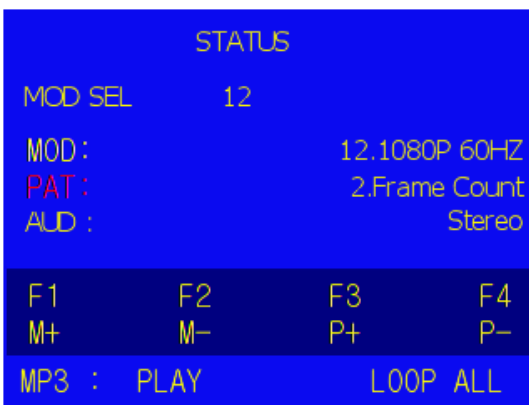 STATUS
MOD SEL 12
MOD: 12.1080P 60HZ
PAT: 2.Frame Count
AUD : Stereo
F1 F2 F3 F4
M+ M- P+ P-
MP3 : PLAY LOOP ALL